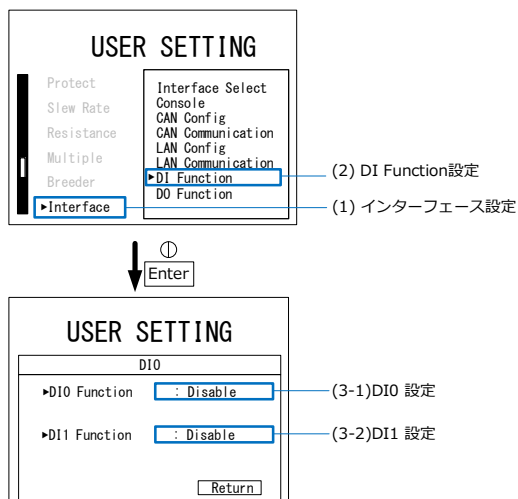 USER SETTING
Protect
Slew Rate
Resistance
Multiple
Breeder
►Interface
Interface Select
Console
CAN Config
CAN Communication
LAN Config
LAN Communication
►DI Function
DO Function
(2) DI Function設定
(1) インターフェース設定
Enter
USER SETTING
DIO
►DI0 Function : Disable
(3-1)DI0 設定
►DI1 Function : Disable
(3-2)DI1 設定
Return